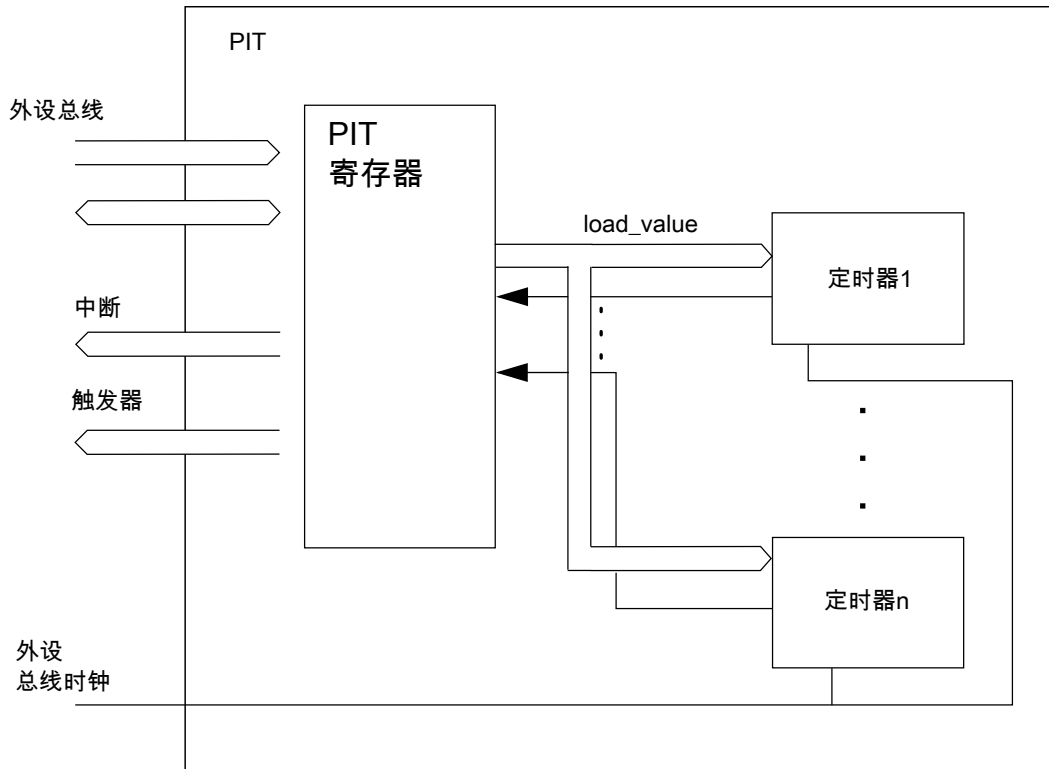 PIT
外设总线
PIT
寄存器
load_value
定时器1
中断
触发器
定时器n
外设
总线时钟